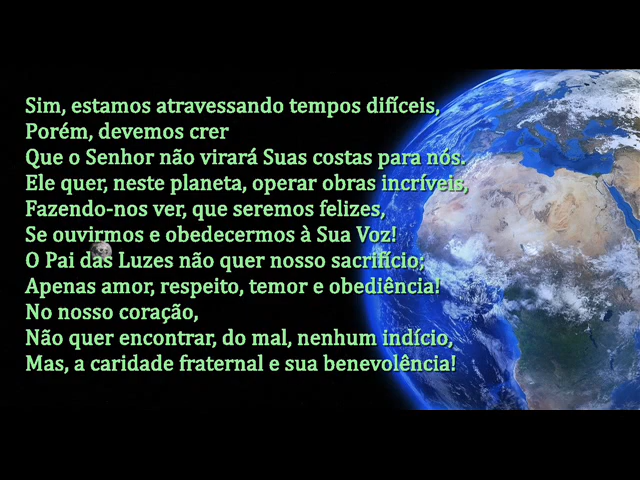 Sim, estamos atravessando tempos difíceis,
Porém, devemos crer
Que o Senhor não virará Suas costas para nós.
Ele quer, neste planeta, operar obras incríveis,
Fazendo-nos ver, que seremos felizes,
Se ouvirmos e obedecermos à Sua Voz!
O Pai das Luzes não quer nosso sacrifício;
Apenas amor, respeito, temor e obediência!
No nosso coração,
Não quer encontrar, do mal, nenhum indício,
Mas, a caridade fraternal e sua benevolência!